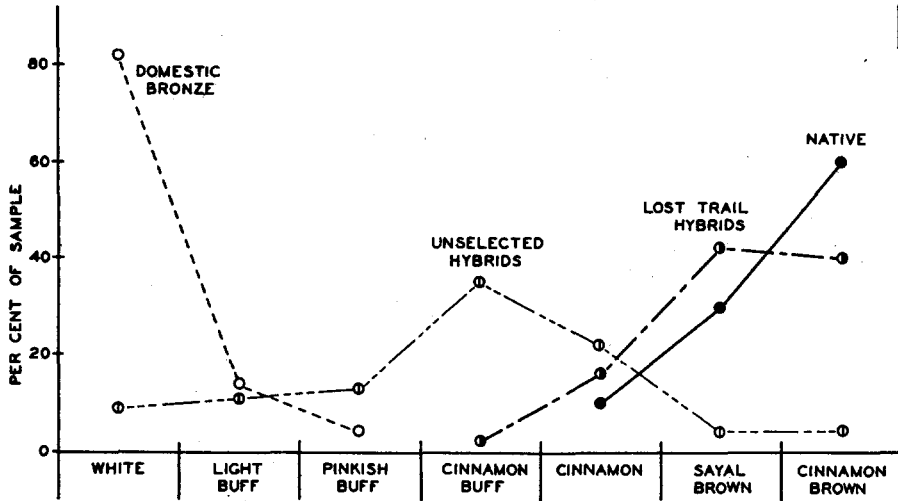 PER CENT OF SAMPLE
80
60
40
20
0
DOMESTIC
BRONZE
UNSELECTED
HYBRIDS
LOST TRAIL
HYBRIDS
NATIVE
WHITE
LIGHT
BUFF
PINKISH
BUFF
CINNAMON
BUFF
CINNAMON
SAYAL
BROWN
CINNAMON
BROWN